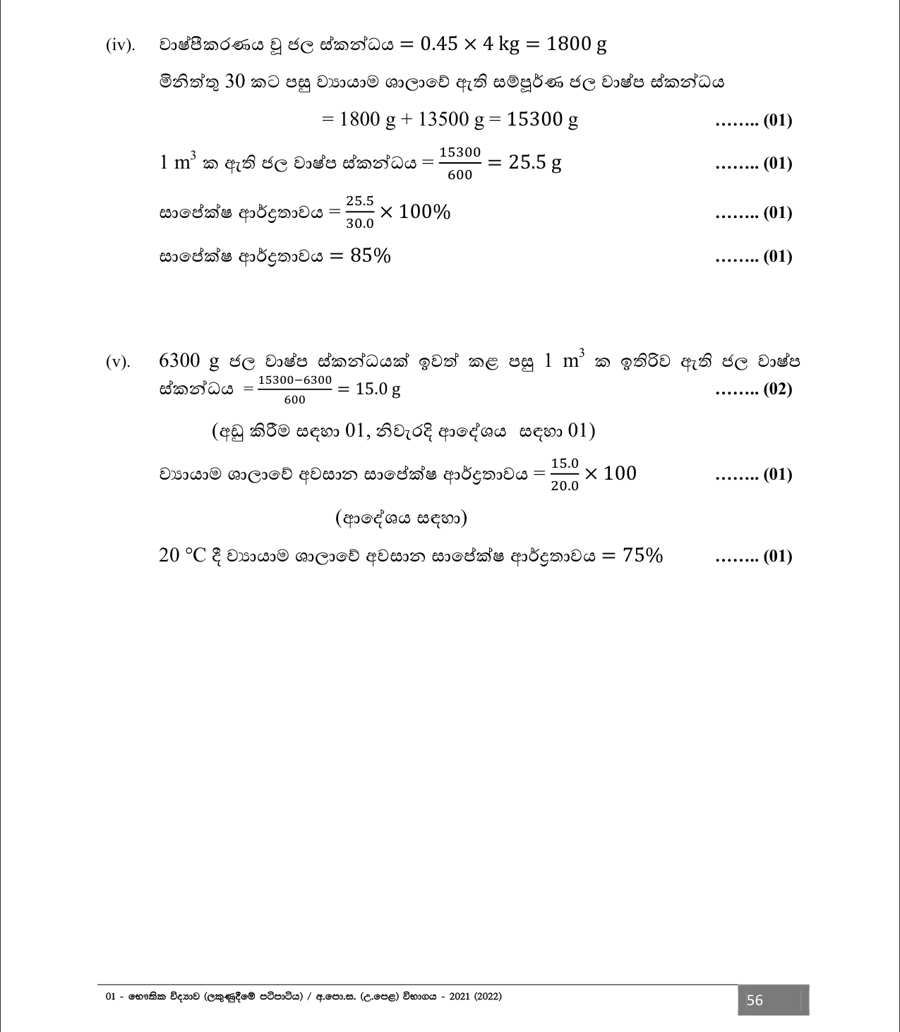 (iv). වාෂ්පීකරණය වූ ජල ස්කන්ධය = 0.45 × 4 kg = 1800 g
මිනිත්තු 30 කට පසු ව්‍යායාම ශාලාවේ ඇති සම්පූර්ණ ජල වාෂ්ප ස්කන්ධය
= 1800 g + 13500 g = 15300 g …….. (01)
1 m³ ක ඇති ජල වාෂ්ප ස්කන්ධය = 15300/600 = 25.5 g …….. (01)
සාපේක්ෂ ආර්ද්‍රතාවය = 25.5/30.0 × 100% …….. (01)
සාපේක්ෂ ආර්ද්‍රතාවය = 85% …….. (01)
(v). 6300 g ජල වාෂ්ප ස්කන්ධයක් ඉවත් කළ පසු 1 m³ ක ඉතිරිව ඇති ජල වාෂ්ප
ස්කන්ධය = 15300−6300/600 = 15.0 g …….. (02)
(අඩු කිරීම සඳහා 01, නිවැරදි ආදේශය සඳහා 01)
ව්‍යායාම ශාලාවේ අවසාන සාපේක්ෂ ආර්ද්‍රතාවය = 15.0/20.0 × 100 …….. (01)
(ආදේශය සඳහා)
20 °C දී ව්‍යායාම ශාලාවේ අවසාන සාපේක්ෂ ආර්ද්‍රතාවය = 75% …….. (01)
01 - භෞතික විද්‍යාව (ලකුණුදීමේ පටිපාටිය) / අ.පො.ස. (උ.පෙළ) විභාගය - 2021 (2022) 56